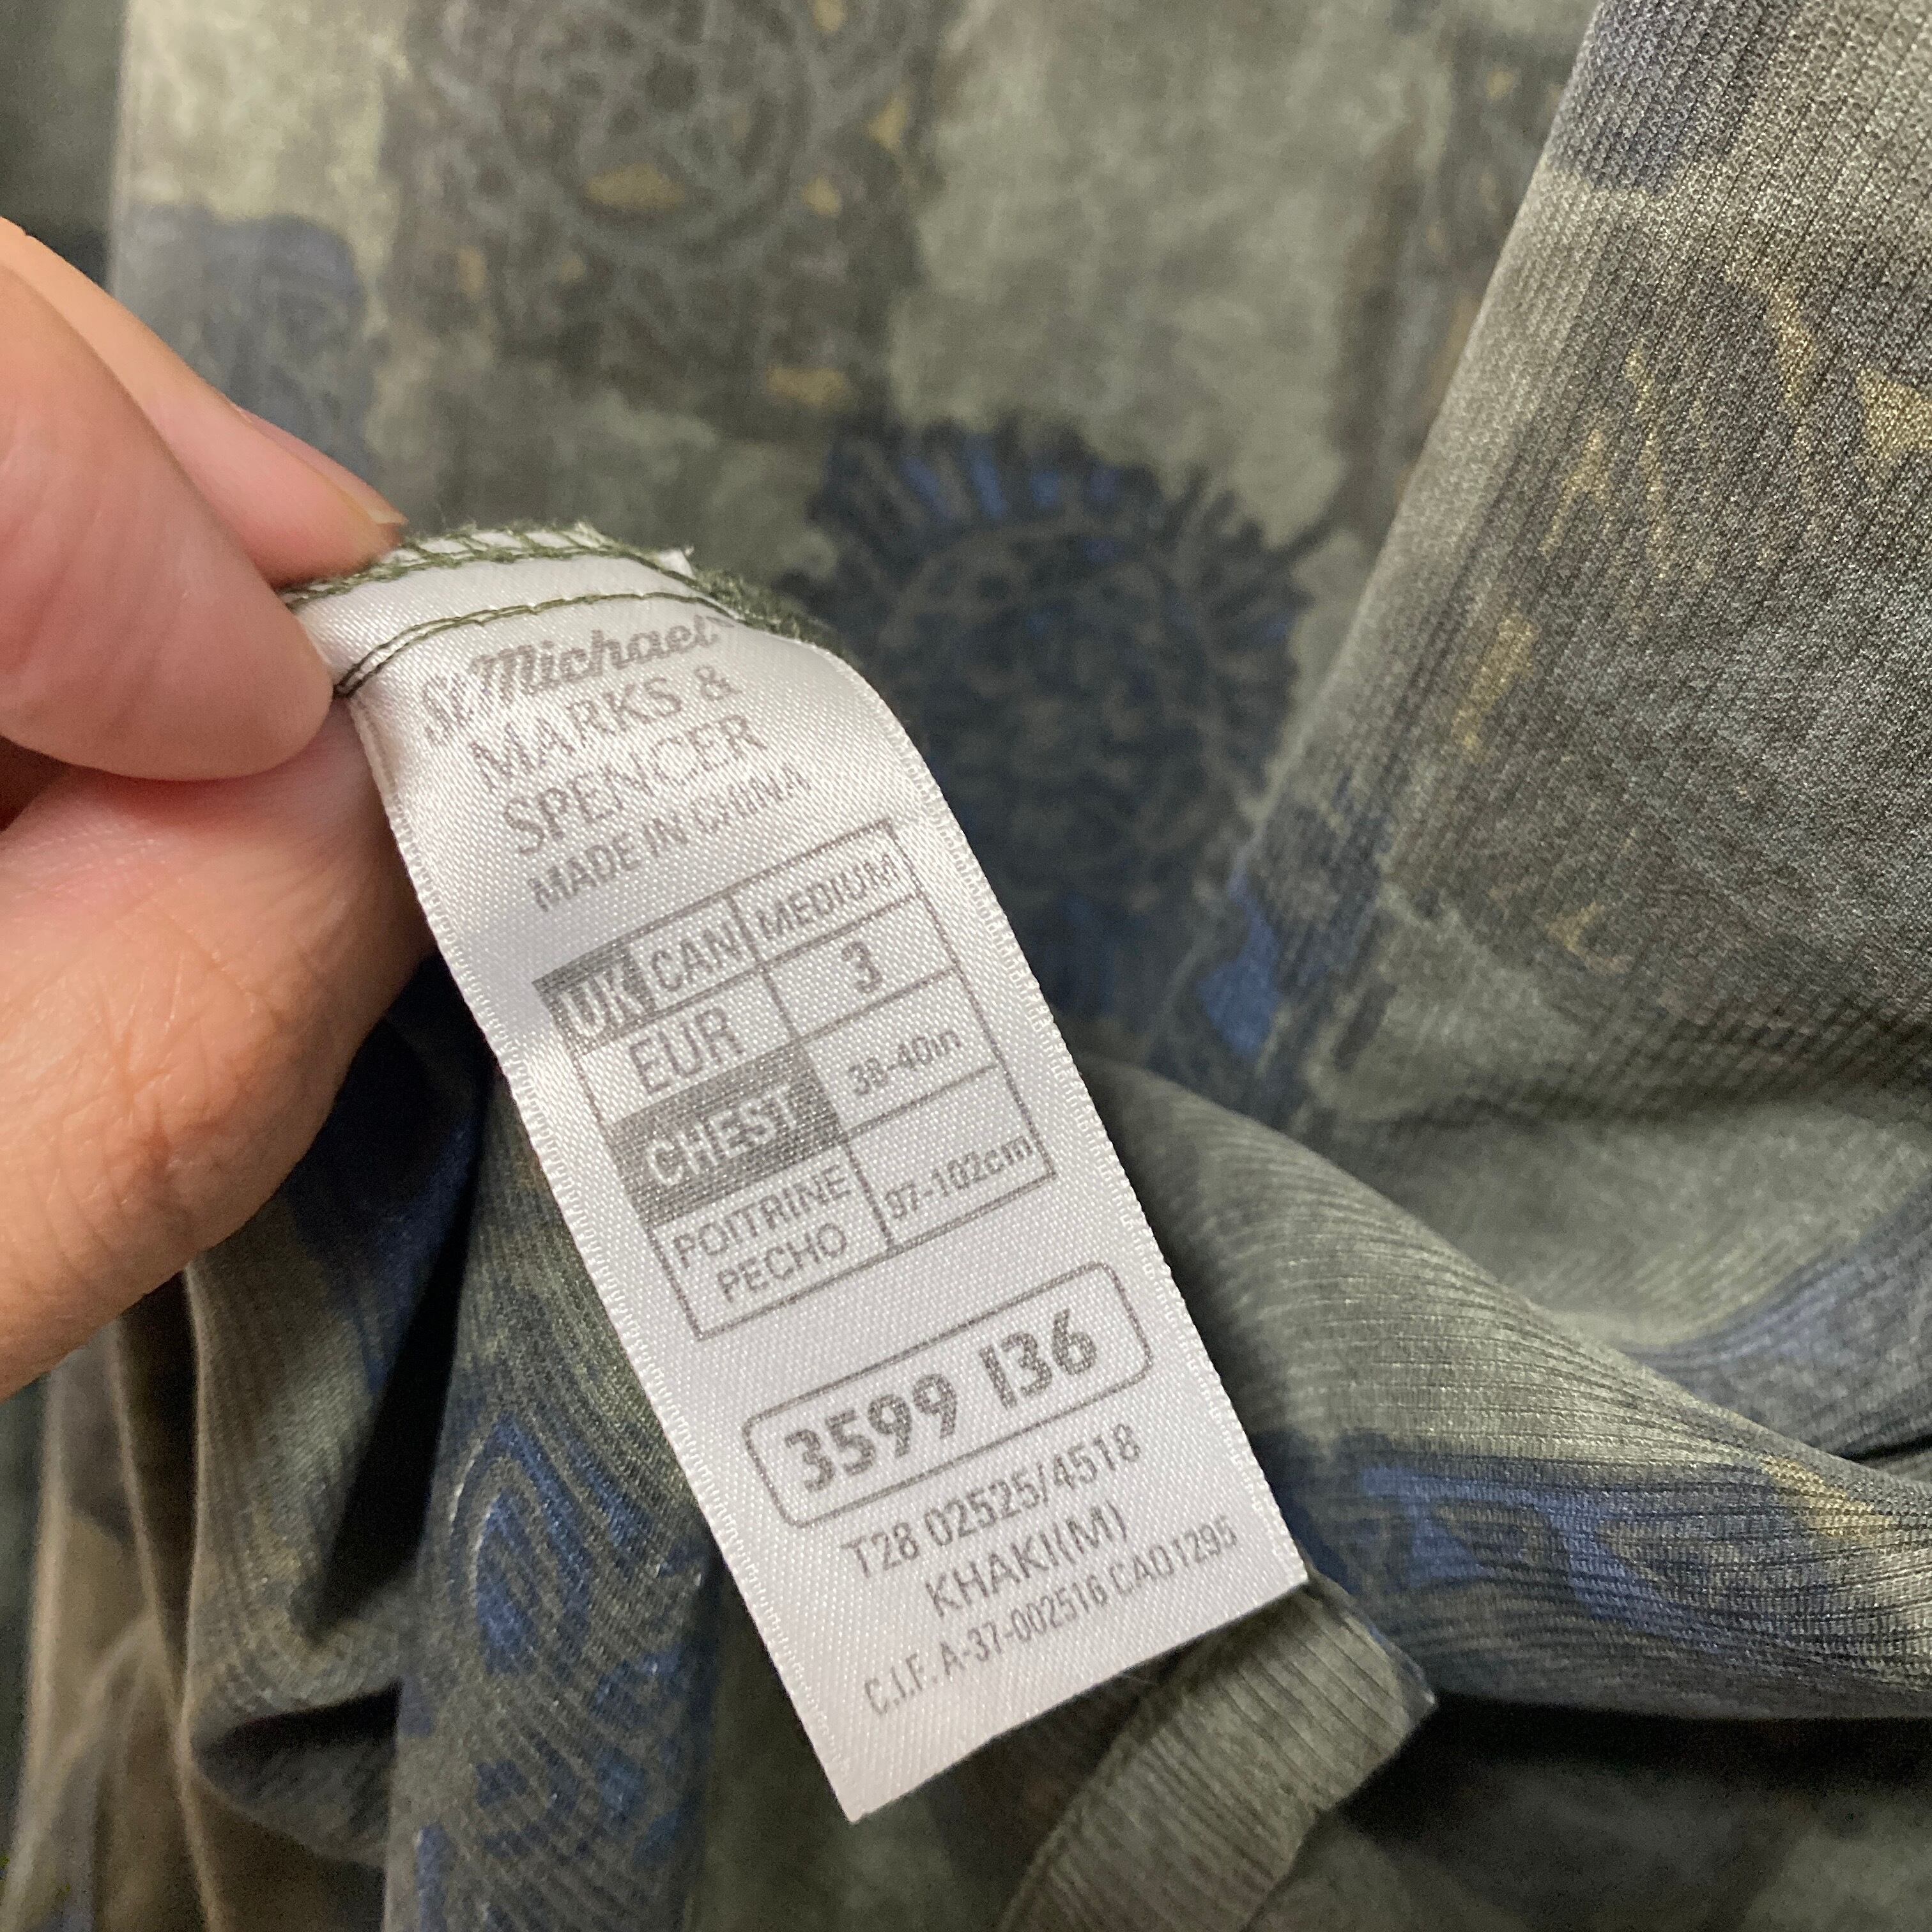 St Michael
MARKS &
SPENCER
MADE IN CHINA
UK CAN MEDIUM
EUR 3
CHEST 38-40in
POITRINE
PECHO 97-102cm
3599 136
T28 02525/4518
KHAKI(M)
C.I.F. A-37-002516 CA01295